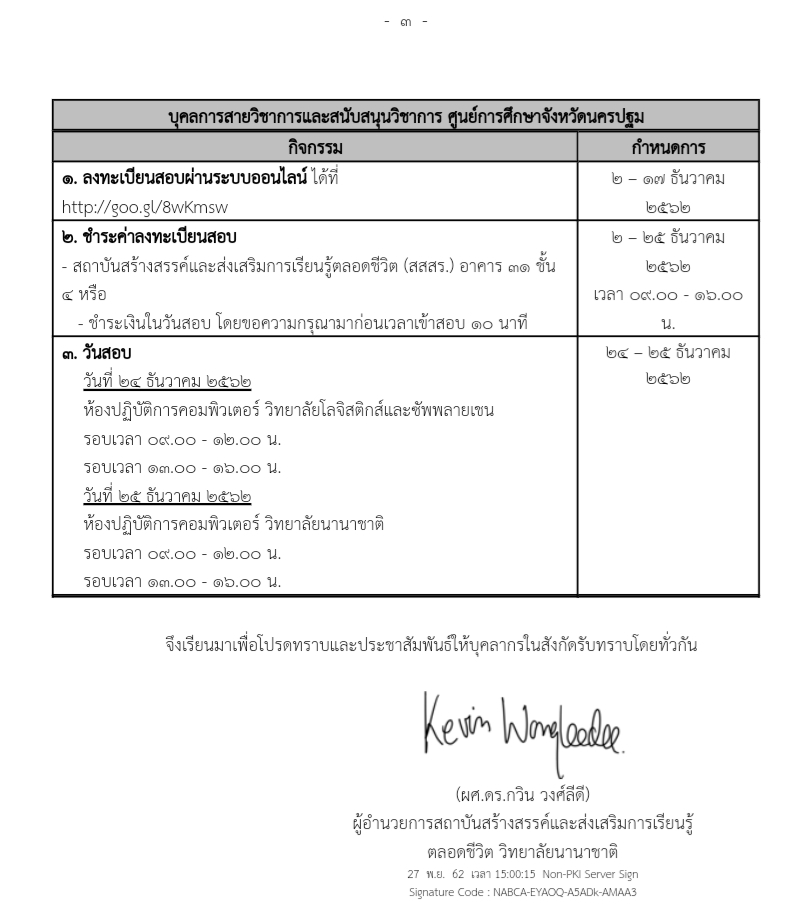 - ๓ -
บุคลการสายวิชาการและสนับสนุนวิชาการ ศูนย์การศึกษาจังหวัดนครปฐม
กิจกรรม กำหนดการ
๑. ลงทะเบียนสอบผ่านระบบออนไลน์ ได้ที่ ๒ – ๑๗ ธันวาคม
http://goo.gl/8wKmsw ๒๕๖๒
๒. ชำระค่าลงทะเบียนสอบ ๒ – ๒๕ ธันวาคม
- สถาบันสร้างสรรค์และส่งเสริมการเรียนรู้ตลอดชีวิต (สสสร.) อาคาร ๓๑ ชั้น ๒๕๖๒
๔ หรือ เวลา ๐๙.๐๐ - ๑๖.๐๐
- ชำระเงินในวันสอบ โดยขอความกรุณามาก่อนเวลาเข้าสอบ ๑๐ นาที น.
๓. วันสอบ ๒๔ – ๒๕ ธันวาคม
วันที่ ๒๔ ธันวาคม ๒๕๖๒ ๒๕๖๒
ห้องปฏิบัติการคอมพิวเตอร์ วิทยาลัยโลจิสติกส์และซัพพลายเชน
รอบเวลา ๐๙.๐๐ - ๑๒.๐๐ น.
รอบเวลา ๑๓.๐๐ - ๑๖.๐๐ น.
วันที่ ๒๕ ธันวาคม ๒๕๖๒
ห้องปฏิบัติการคอมพิวเตอร์ วิทยาลัยนานาชาติ
รอบเวลา ๐๙.๐๐ - ๑๒.๐๐ น.
รอบเวลา ๑๓.๐๐ - ๑๖.๐๐ น.
จึงเรียนมาเพื่อโปรดทราบและประชาสัมพันธ์ให้บุคลากรในสังกัดรับทราบโดยทั่วกัน
Kevin Wongleedee.
(ผศ.ดร.กวิน วงศ์ลีดี)
ผู้อำนวยการสถาบันสร้างสรรค์และส่งเสริมการเรียนรู้
ตลอดชีวิต วิทยาลัยนานาชาติ
27 พ.ย. 62 เวลา 15:00:15 Non-PKI Server Sign
Signature Code : NABCA-EYAOQ-A5ADk-AMAA3